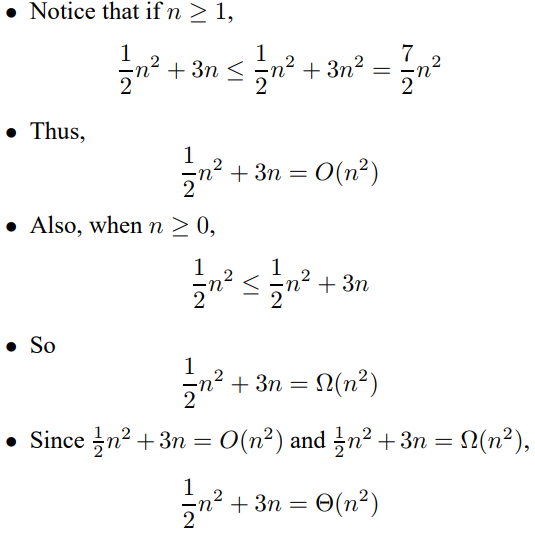 • Notice that if n ≥ 1,
$\frac{1}{2}n^2 + 3n \leq \frac{1}{2}n^2 + 3n^2 = \frac{7}{2}n^2$
• Thus,
$\frac{1}{2}n^2 + 3n = O(n^2)$
• Also, when n ≥ 0,
$\frac{1}{2}n^2 \leq \frac{1}{2}n^2 + 3n$
• So
$\frac{1}{2}n^2 + 3n = \Omega(n^2)$
• Since $\frac{1}{2}n^2 + 3n = O(n^2)$ and $\frac{1}{2}n^2 + 3n = \Omega(n^2)$,
$\frac{1}{2}n^2 + 3n = \Theta(n^2)$